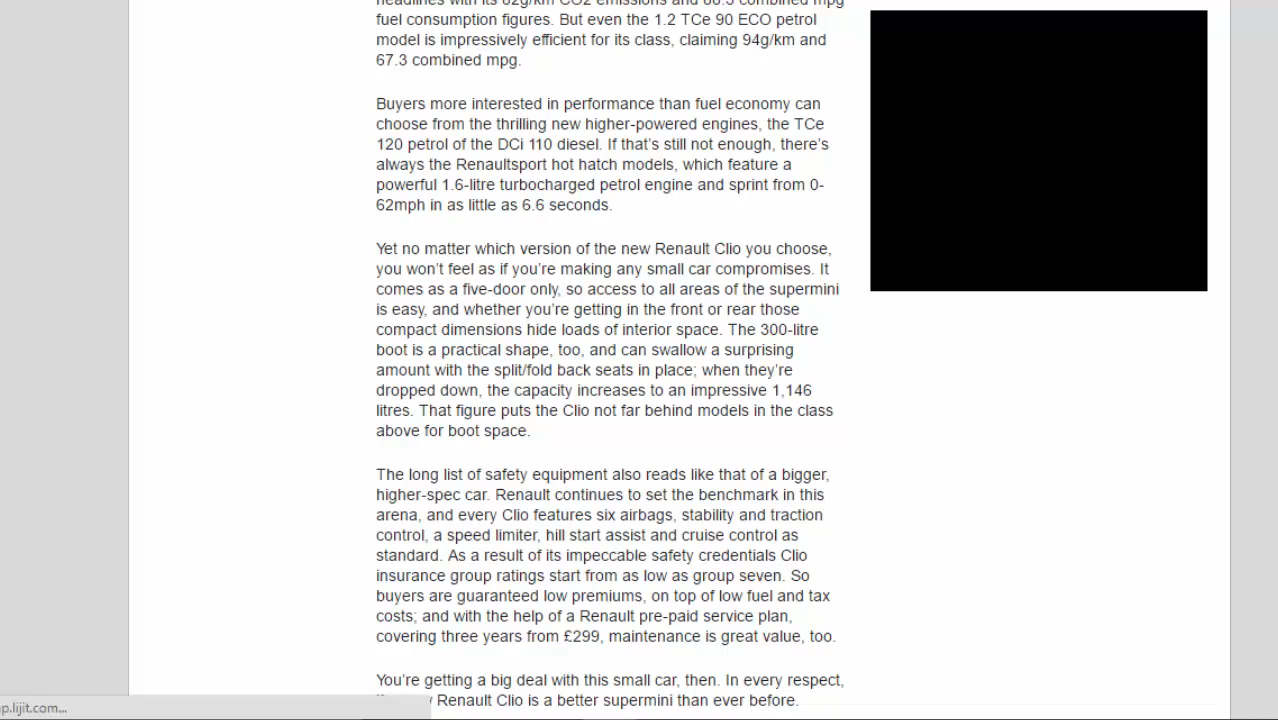 fuel consumption figures. But even the 1.2 TCe 90 ECO petrol
model is impressively efficient for its class, claiming 94g/km and
67.3 combined mpg.
Buyers more interested in performance than fuel economy can
choose from the thrilling new higher-powered engines, the TCe
120 petrol of the DCi 110 diesel. If that’s still not enough, there’s
always the Renaultsport hot hatch models, which feature a
powerful 1.6-litre turbocharged petrol engine and sprint from 0-
62mph in as little as 6.6 seconds.
Yet no matter which version of the new Renault Clio you choose,
you won’t feel as if you’re making any small car compromises. It
comes as a five-door only, so access to all areas of the supermini
is easy, and whether you’re getting in the front or rear those
compact dimensions hide loads of interior space. The 300-litre
boot is a practical shape, too, and can swallow a surprising
amount with the split/fold back seats in place; when they’re
dropped down, the capacity increases to an impressive 1,146
litres. That figure puts the Clio not far behind models in the class
above for boot space.
The long list of safety equipment also reads like that of a bigger,
higher-spec car. Renault continues to set the benchmark in this
arena, and every Clio features six airbags, stability and traction
control, a speed limiter, hill start assist and cruise control as
standard. As a result of its impeccable safety credentials Clio
insurance group ratings start from as low as group seven. So
buyers are guaranteed low premiums, on top of low fuel and tax
costs; and with the help of a Renault pre-paid service plan,
covering three years from £299, maintenance is great value, too.
You’re getting a big deal with this small car, then. In every respect,
Renault Clio is a better supermini than ever before.
p.lijit.com...